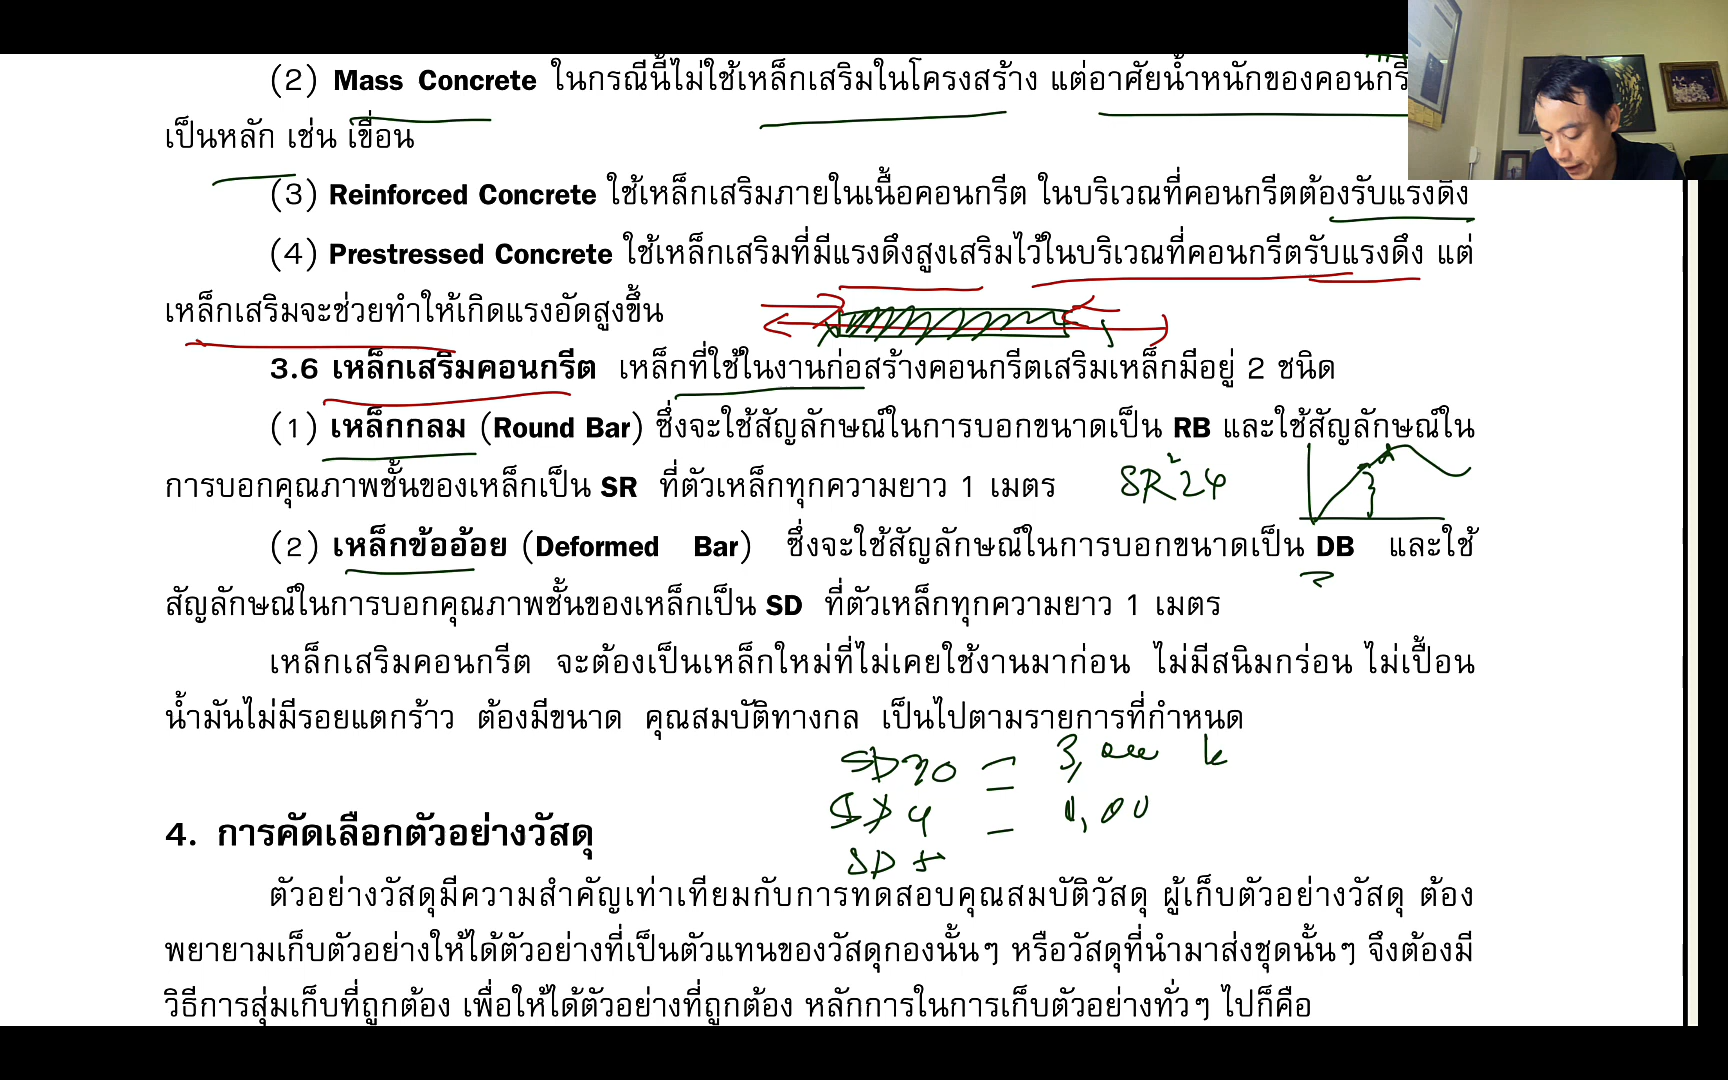 (2) Mass Concrete ในกรณีนี้ไม่ใช้เหล็กเสริมในโครงสร้าง แต่อาศัยน้ำหนักของคอนกรี
เป็นหลัก เช่น เขื่อน
(3) Reinforced Concrete ใช้เหล็กเสริมภายในเนื้อคอนกรีต ในบริเวณที่คอนกรีตต้องรับแรงดึง
(4) Prestressed Concrete ใช้เหล็กเสริมที่มีแรงดึงสูงเสริมไว้ในบริเวณที่คอนกรีตรับแรงดึง แต่
เหล็กเสริมจะช่วยทำให้เกิดแรงอัดสูงขึ้น
3.6 เหล็กเสริมคอนกรีต เหล็กที่ใช้ในงานก่อสร้างคอนกรีตเสริมเหล็กมีอยู่ 2 ชนิด
(1) เหล็กกลม (Round Bar) ซึ่งจะใช้สัญลักษณ์ในการบอกขนาดเป็น RB และใช้สัญลักษณ์ใน
การบอกคุณภาพชั้นของเหล็กเป็น SR ที่ตัวเหล็กทุกความยาว 1 เมตร SR 24
(2) เหล็กข้ออ้อย (Deformed Bar) ซึ่งจะใช้สัญลักษณ์ในการบอกขนาดเป็น DB และใช้
สัญลักษณ์ในการบอกคุณภาพชั้นของเหล็กเป็น SD ที่ตัวเหล็กทุกความยาว 1 เมตร
เหล็กเสริมคอนกรีต จะต้องเป็นเหล็กใหม่ที่ไม่เคยใช้งานมาก่อน ไม่มีสนิมกร่อน ไม่เปื้อน
น้ำมันไม่มีรอยแตกร้าว ต้องมีขนาด คุณสมบัติทางกล เป็นไปตามรายการที่กำหนด
SD30 =
4. การคัดเลือกตัวอย่างวัสดุ
ตัวอย่างวัสดุมีความสำคัญเท่าเทียมกับการทดสอบคุณสมบัติวัสดุ ผู้เก็บตัวอย่างวัสดุ ต้อง
พยายามเก็บตัวอย่างให้ได้ตัวอย่างที่เป็นตัวแทนของวัสดุกองนั้นๆ หรือวัสดุที่นำมาส่งชุดนั้นๆ จึงต้องมี
วิธีการสุ่มเก็บที่ถูกต้อง เพื่อให้ได้ตัวอย่างที่ถูกต้อง หลักการในการเก็บตัวอย่างทั่วๆ ไปก็คือ